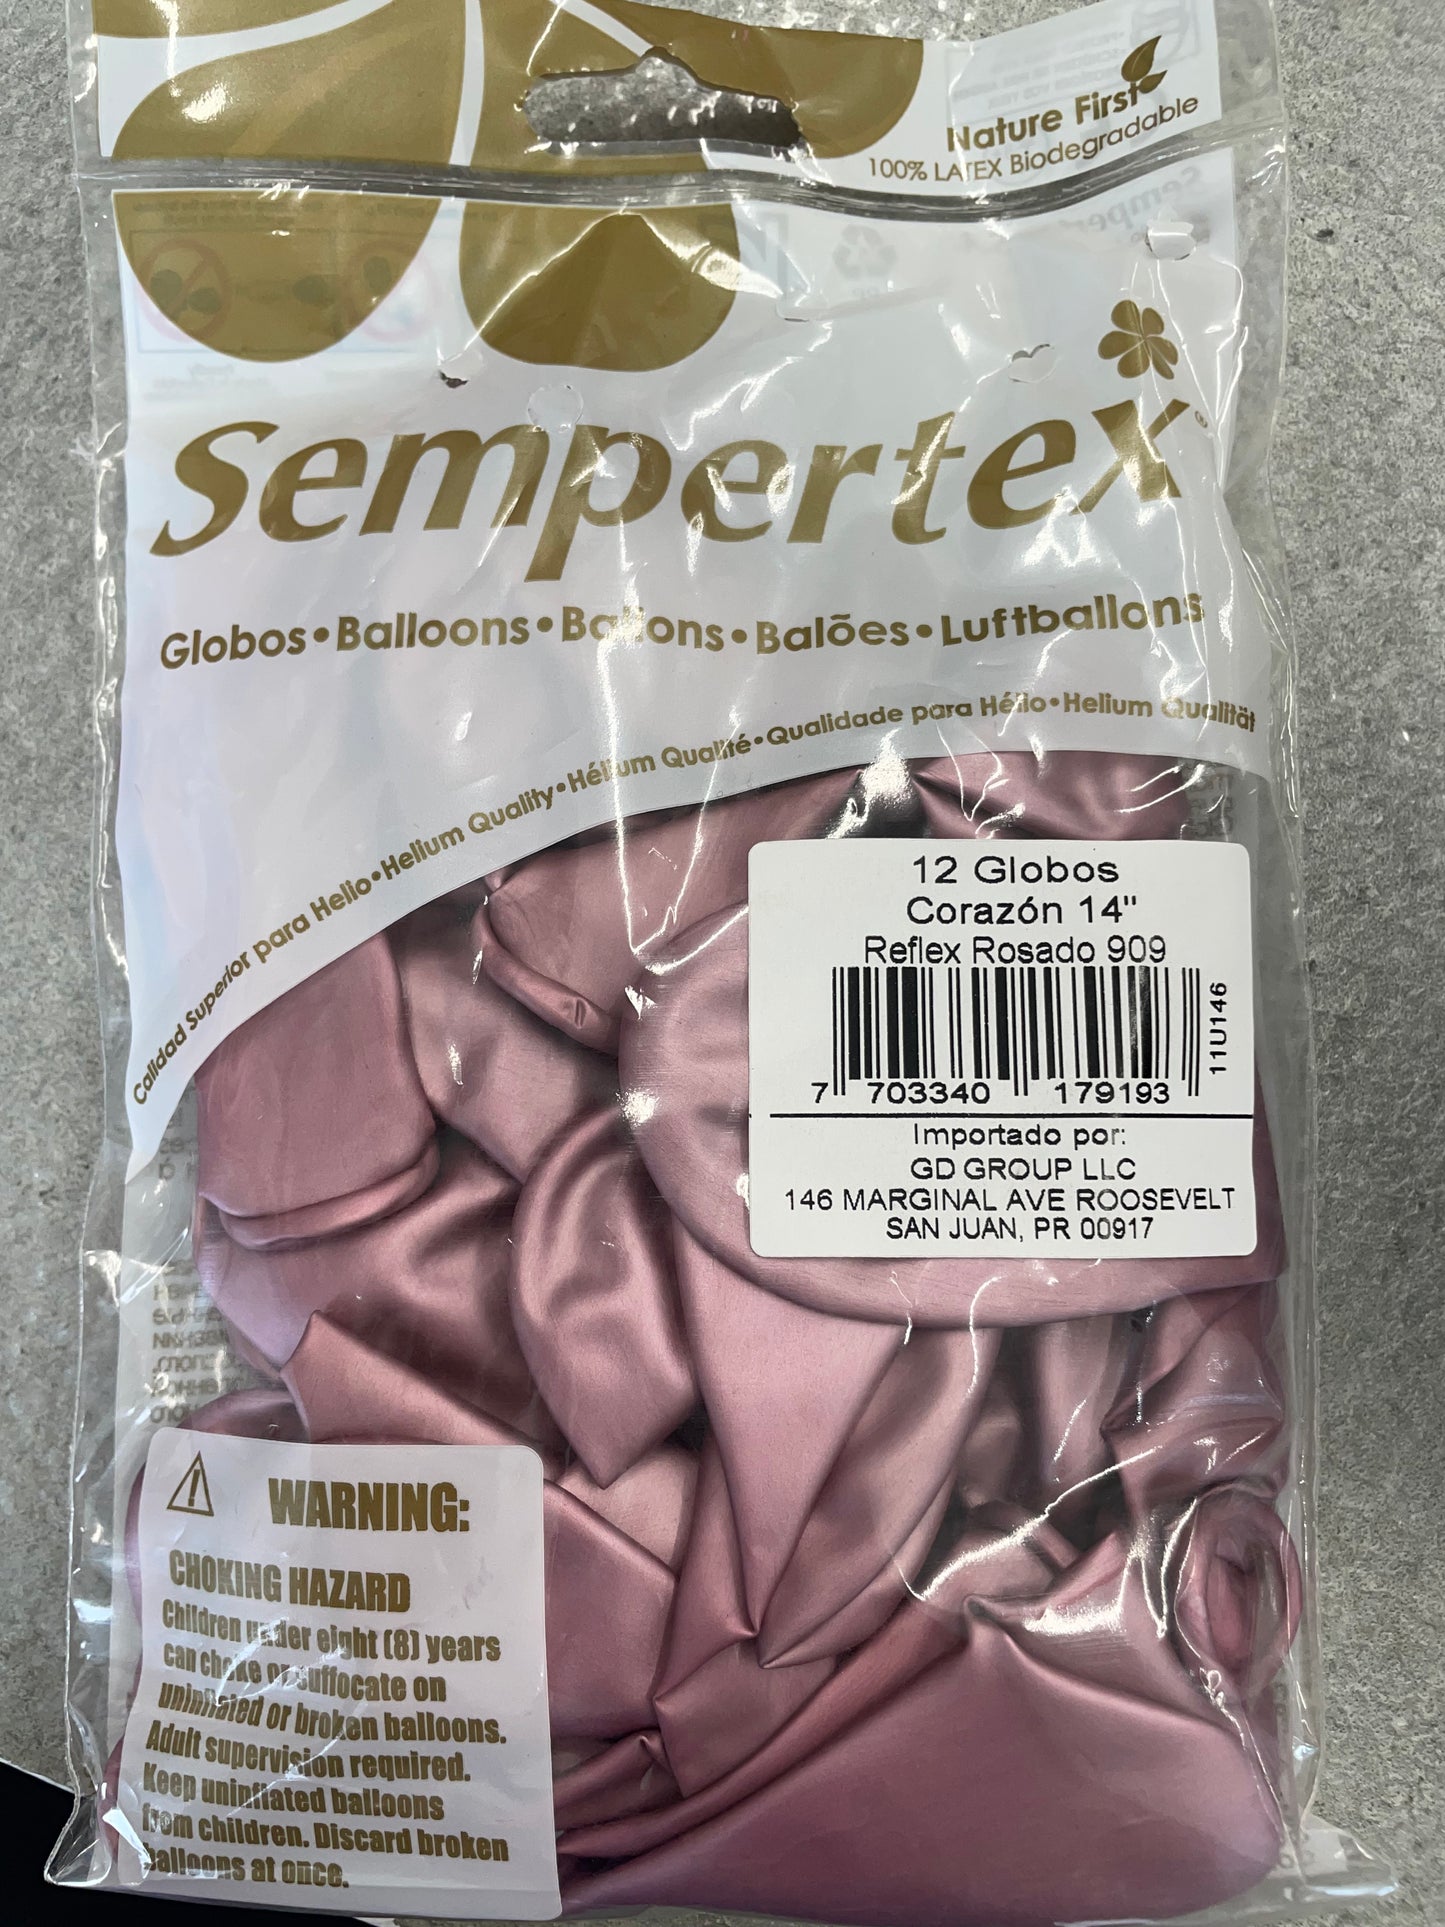 Nature First
100% LATEX Biodegradable
sempertex®
Globos•Balloons•Ballons•Balões•Luftballons
Calidad Superior para Helio•Helium Quality•Hélium Qualité•Qualidade para Hélio•Helium Qualität
12 Globos
Corazón 14"
Reflex Rosado 909
7 703340 179193
11U146
Importado por:
GD GROUP LLC
146 MARGINAL AVE ROOSEVELT
SAN JUAN, PR 00917
WARNING:
CHOKING HAZARD
Children under eight (8) years
can choke or suffocate on
uninflated or broken balloons.
Adult supervision required.
Keep uninflated balloons
from children. Discard broken
balloons at once.